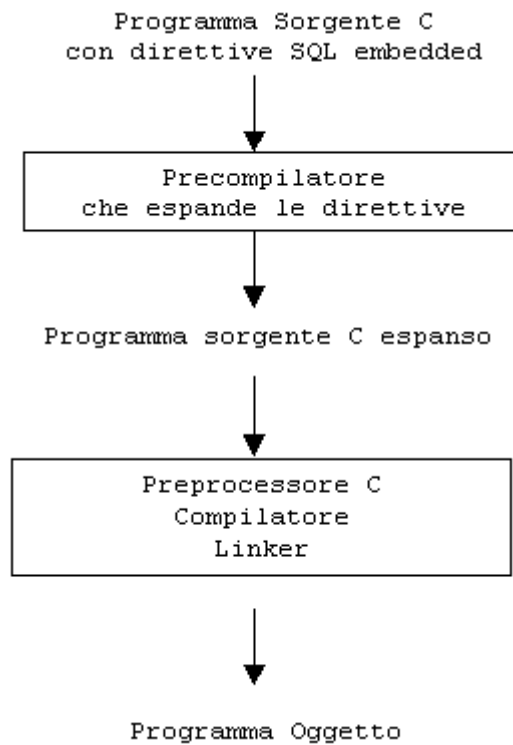 Programma Sorgente C
con direttive SQL embedded
Precompilatore
che espande le direttive
Programma sorgente C espanso
Preprocessore C
Compilatore
Linker
Programma Oggetto